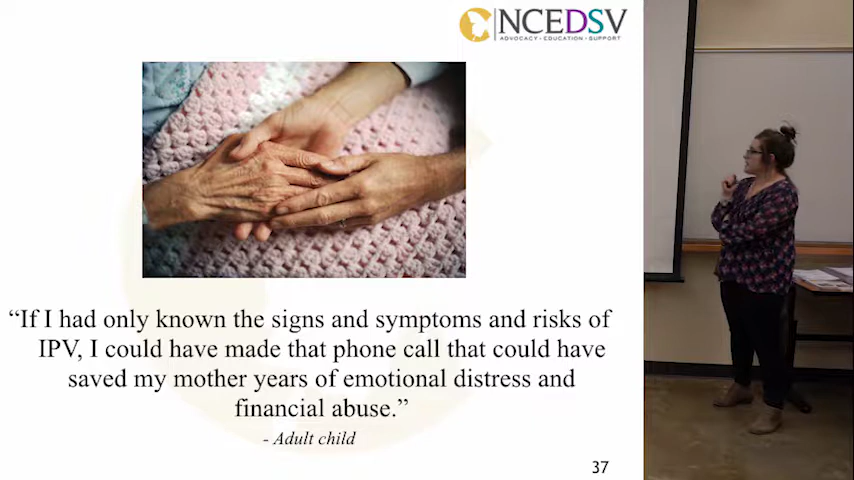 NCEDSV
ADVOCACY • EDUCATION • SUPPORT
“If I had only known the signs and symptoms and risks of
IPV, I could have made that phone call that could have
saved my mother years of emotional distress and
financial abuse.”
- Adult child
37